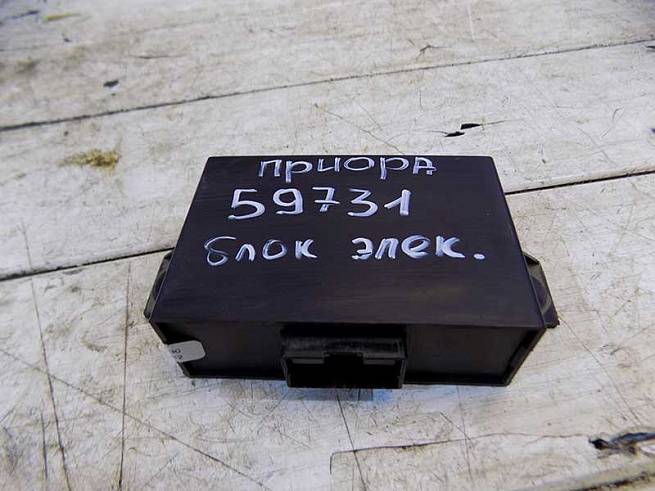 приора
59731
блок элек.